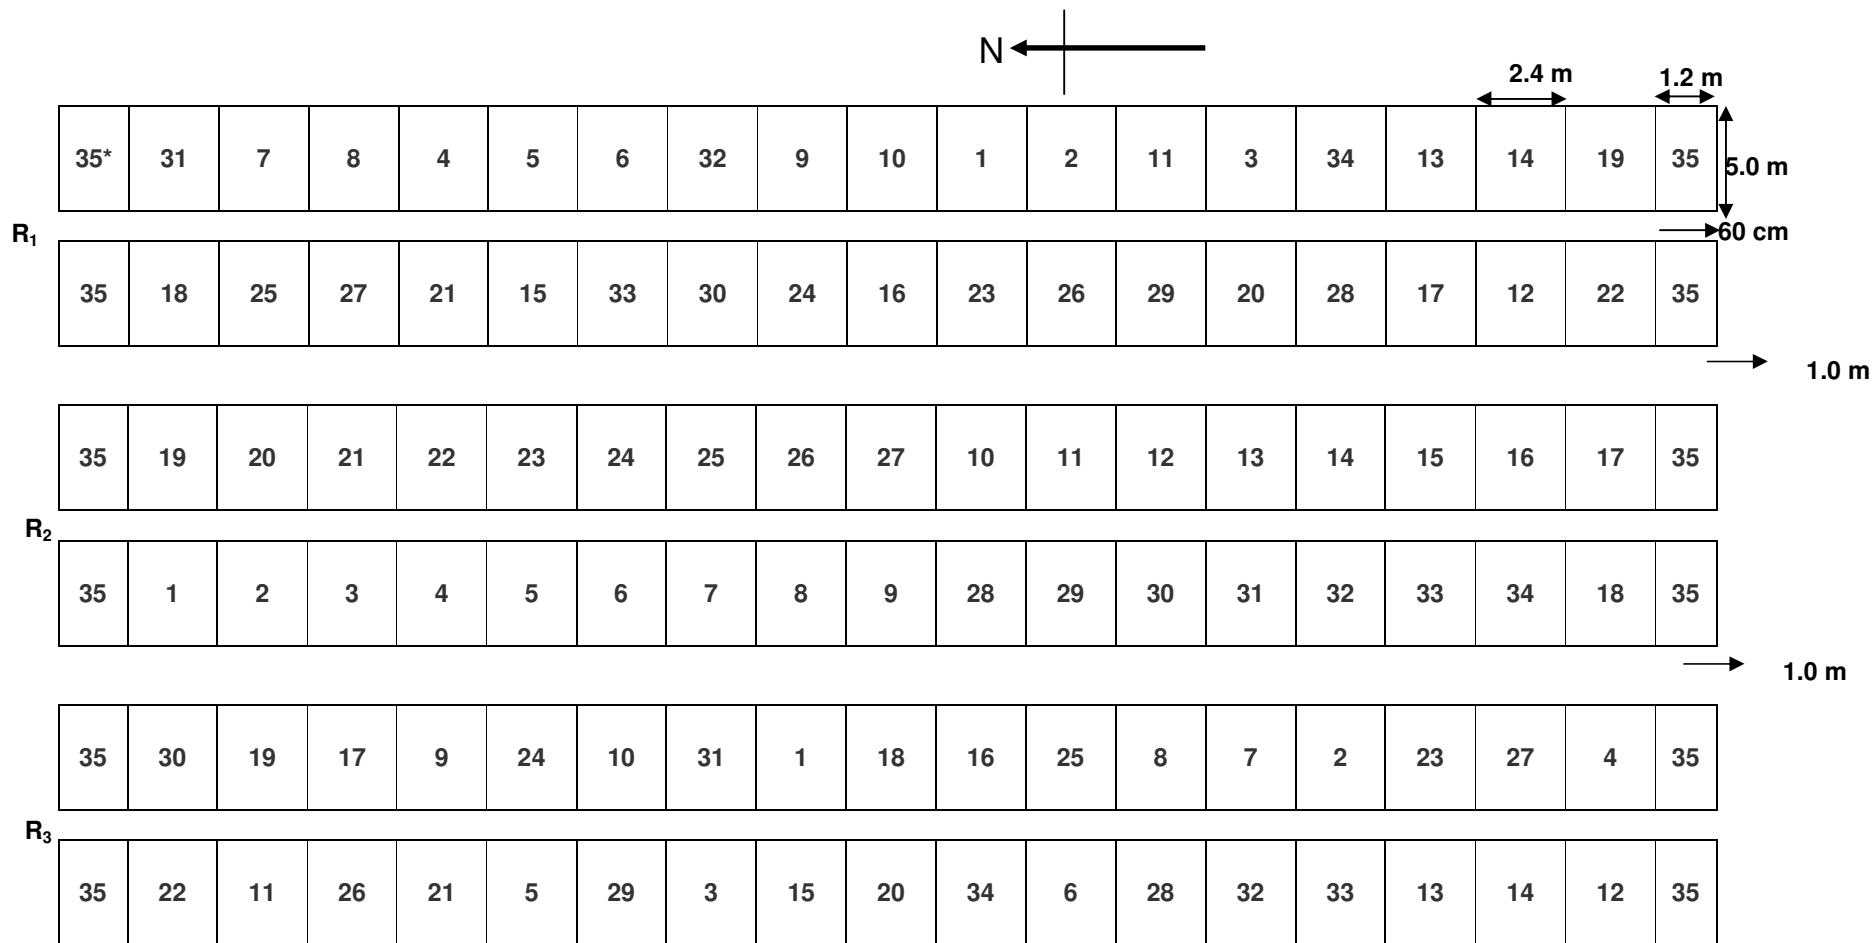 N
2.4 m 1.2 m
35* 31 7 8 4 5 6 32 9 10 1 2 11 3 34 13 14 19 35
5.0 m
R1
60 cm
35 18 25 27 21 15 33 30 24 16 23 26 29 20 28 17 12 22 35
1.0 m
35 19 20 21 22 23 24 25 26 27 10 11 12 13 14 15 16 17 35
R2
35 1 2 3 4 5 6 7 8 9 28 29 30 31 32 33 34 18 35
1.0 m
35 30 19 17 9 24 10 31 1 18 16 25 8 7 2 23 27 4 35
R3
35 22 11 26 21 5 29 3 15 20 34 6 28 32 33 13 14 12 35